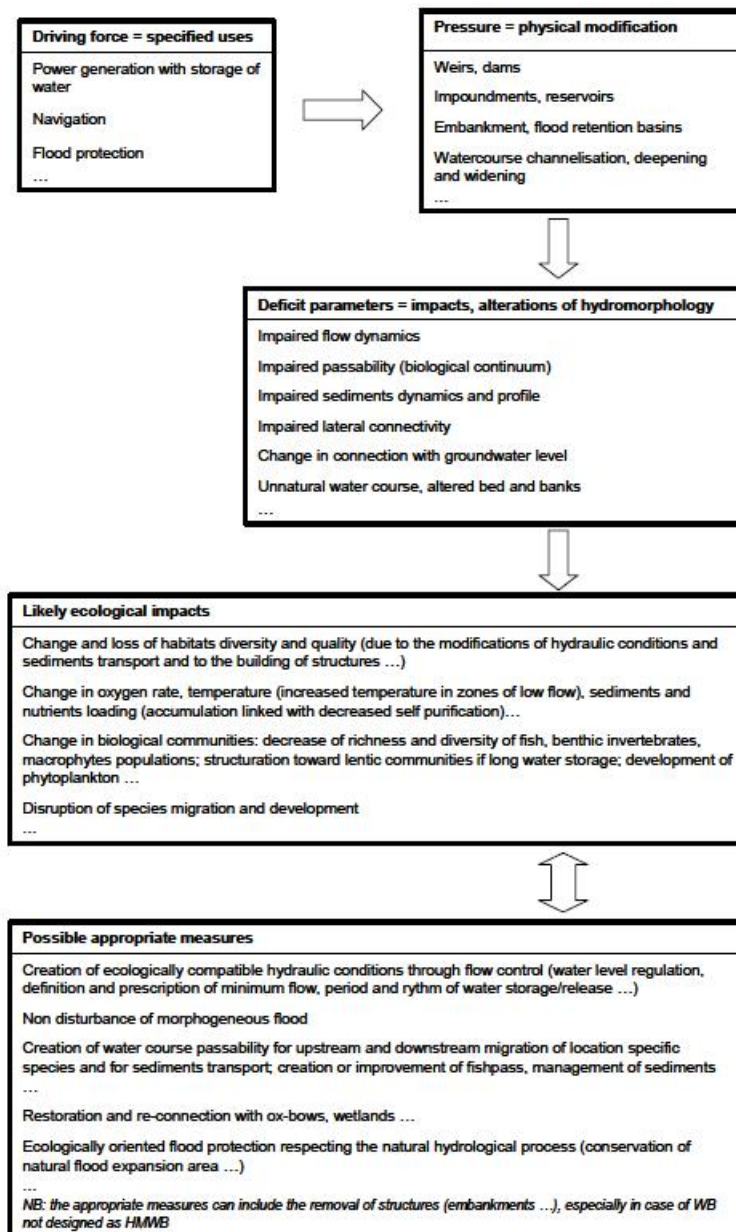 Driving force = specified uses
Power generation with storage of
water
Navigation
Flood protection
…
Pressure = physical modification
Weirs, dams
Impoundments, reservoirs
Embankment, flood retention basins
Watercourse channelisation, deepening
and widening
…
Deficit parameters = impacts, alterations of hydromorphology
Impaired flow dynamics
Impaired passability (biological continuum)
Impaired sediments dynamics and profile
Impaired lateral connectivity
Change in connection with groundwater level
Unnatural water course, altered bed and banks
…
Likely ecological impacts
Change and loss of habitats diversity and quality (due to the modifications of hydraulic conditions and
sediments transport and to the building of structures …)
Change in oxygen rate, temperature (increased temperature in zones of low flow), sediments and
nutrients loading (accumulation linked with decreased self purification)…
Change in biological communities: decrease of richness and diversity of fish, benthic invertebrates,
macrophytes populations; structuration toward lentic communities if long water storage; development of
phytoplankton …
Disruption of species migration and development
…
Possible appropriate measures
Creation of ecologically compatible hydraulic conditions through flow control (water level regulation,
definition and prescription of minimum flow, period and rythm of water storage/release …)
Non disturbance of morphogeneous flood
Creation of water course passability for upstream and downstream migration of location specific
species and for sediments transport; creation or improvement of fishpass, management of sediments
…
Restoration and re-connection with ox-bows, wetlands …
Ecologically oriented flood protection respecting the natural hydrological process (conservation of
natural flood expansion area …)
…
NB: the appropriate measures can include the removal of structures (embankments …), especially in case of WB
not designed as HMWB